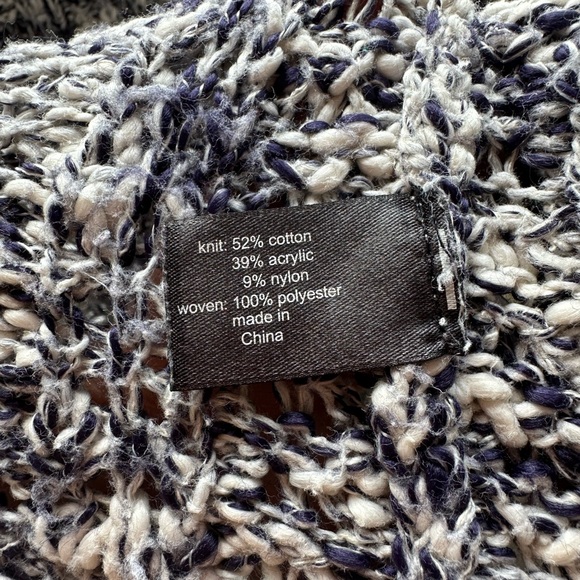 knit: 52% cotton
39% acrylic
9% nylon
woven: 100% polyester
made in
China